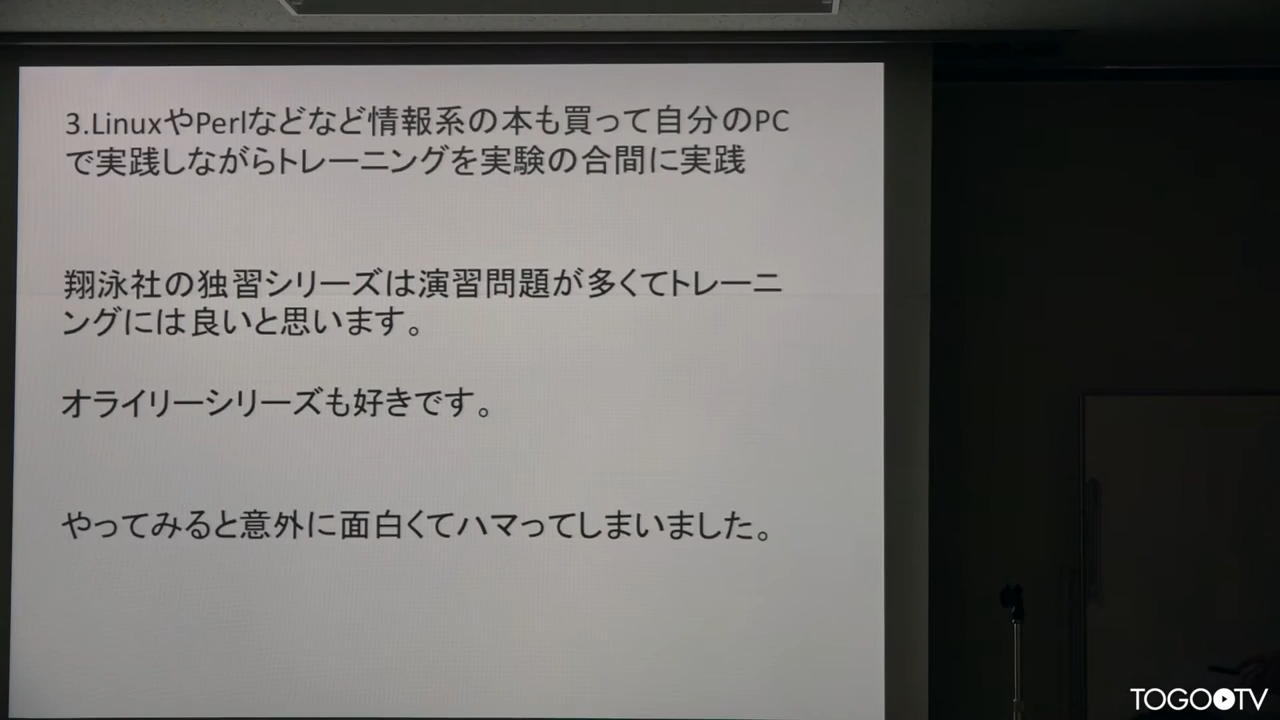 3.LinuxやPerlなどなど情報系の本も買って自分のPC
で実践しながらトレーニングを実験の合間に実践
翔泳社の独習シリーズは演習問題が多くてトレーニ
ングには良いと思います。
オライリーシリーズも好きです。
やってみると意外に面白くてハマってしまいました。
TOGOTV